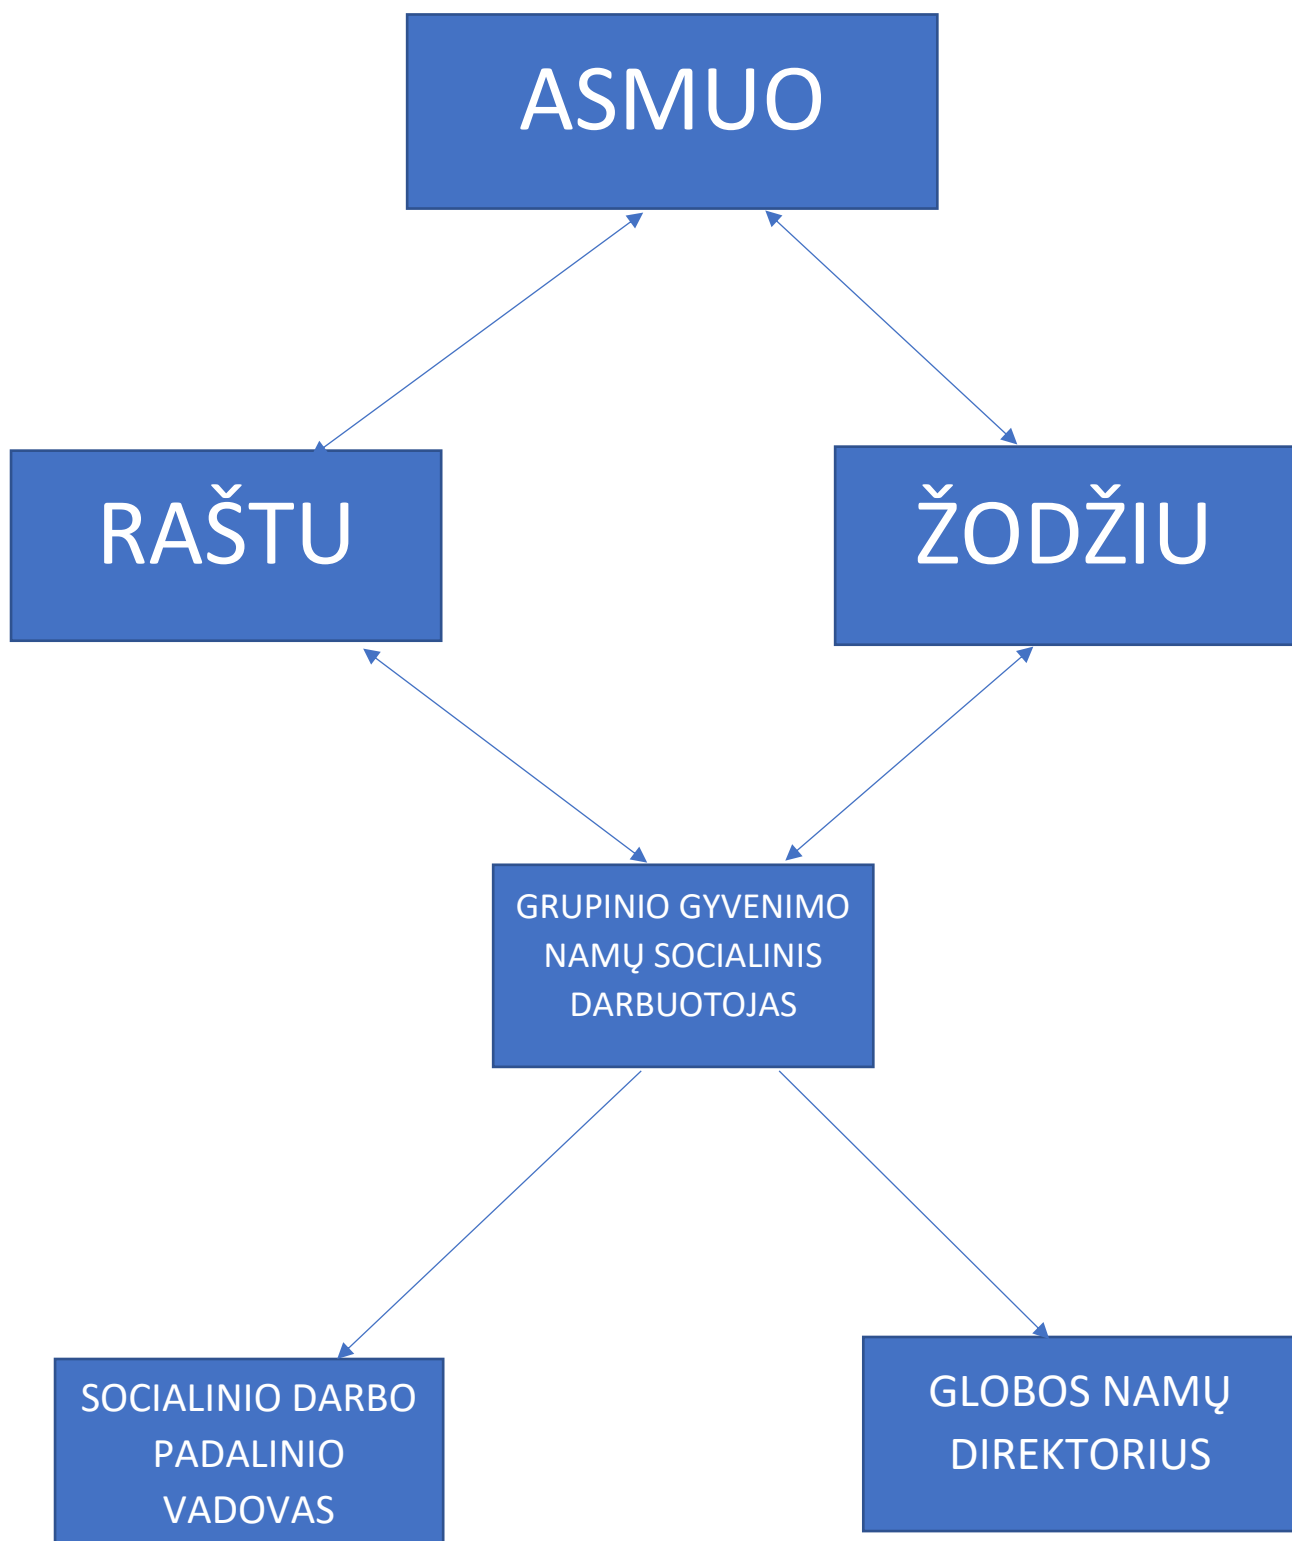 ASMUO
RAŠTU
ŽODŽIU
GRUPINIO GYVENIMO
NAMŲ SOCIALINIS
DARBUOTOJAS
SOCIALINIO DARBO
PADALINIO
VADOVAS
GLOBOS NAMŲ
DIREKTORIUS